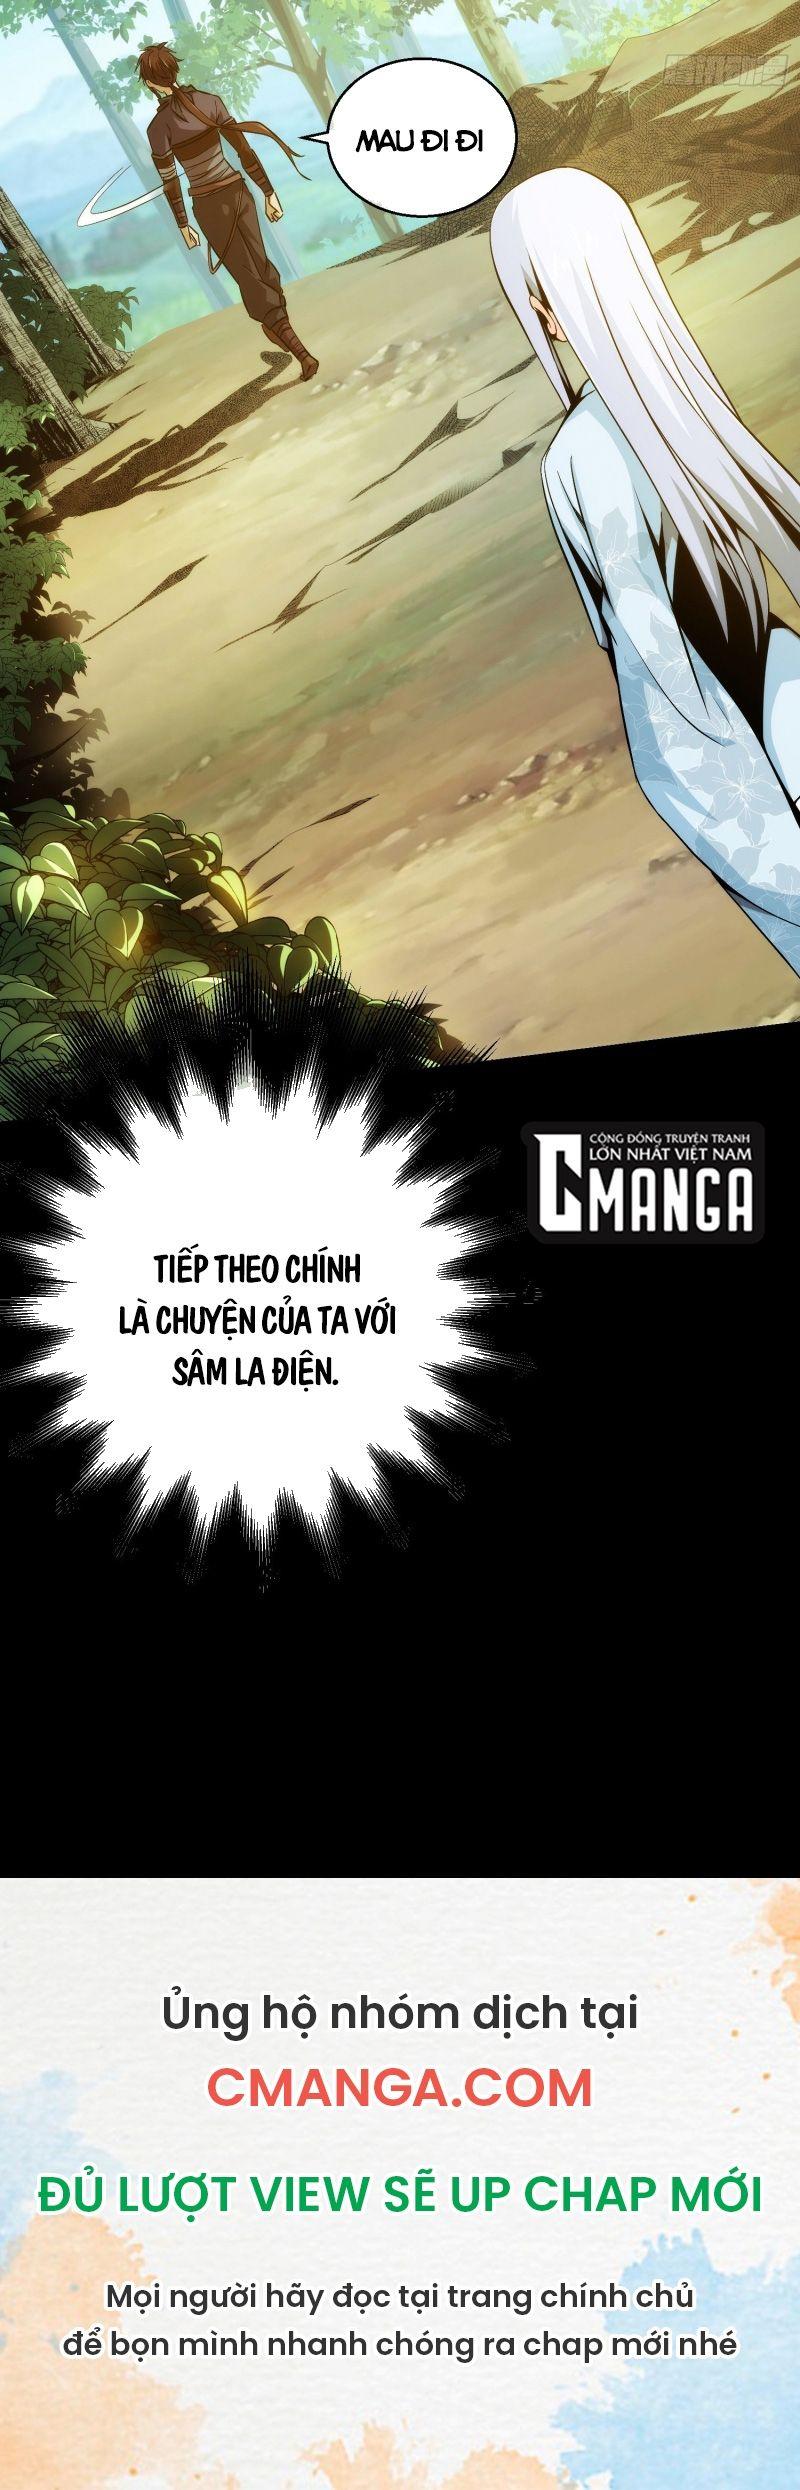 MAU ĐI ĐI
CỘNG ĐỒNG TRUYỆN TRANH
LỚN NHẤT VIỆT NAM
CMANGA
TIẾP THEO CHÍNH
LÀ CHUYỆN CỦA TA VỚI
SÂM LA ĐIỆN.
Ủng hộ nhóm dịch tại
CMANGA.COM
ĐỦ LƯỢT VIEW SẼ UP CHAP MỚI
Mọi người hãy đọc tại trang chính chủ
để bọn mình nhanh chóng ra chap mới nhé